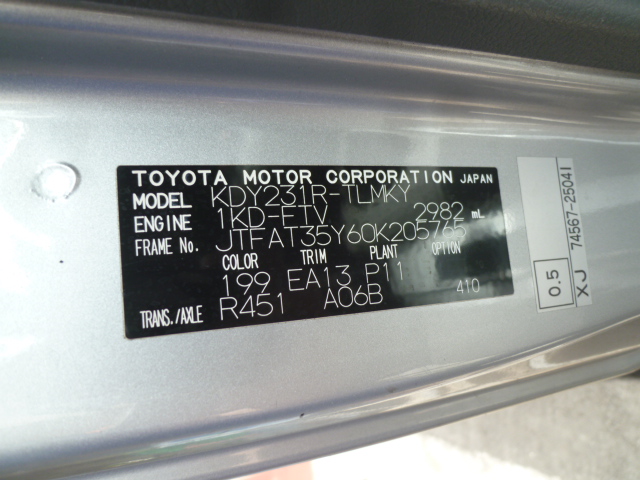 TOYOTA MOTOR CORPORATION JAPAN
MODEL KDY231R-TLMKY
ENGINE 1KD-FTV 2982 mL
FRAME No. JTFAT35Y60K205765
COLOR TRIM PLANT OPTION
199 EA13 P11
TRANS./AXLE R451 A06B 410
0.5
XJ 74567-25041